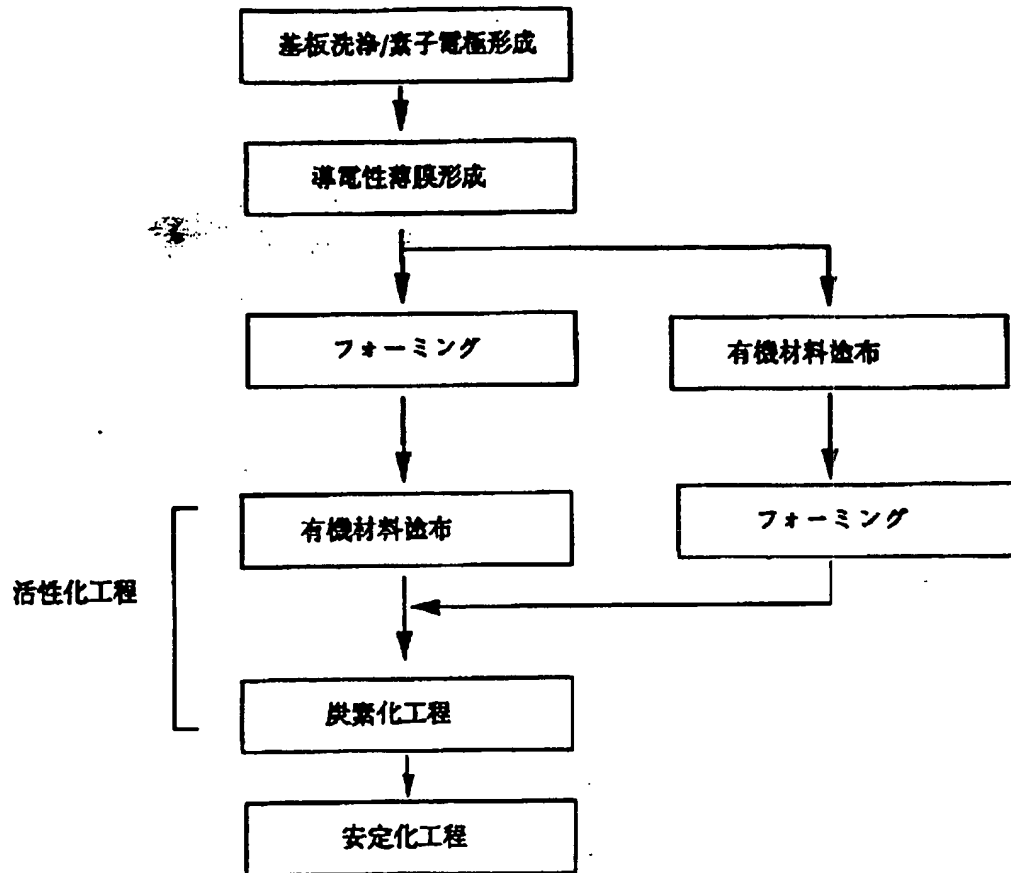 基板洗浄/素子電極形成
導電性薄膜形成
フォーミング
有機材料塗布
有機材料塗布
フォーミング
活性化工程
炭素化工程
安定化工程